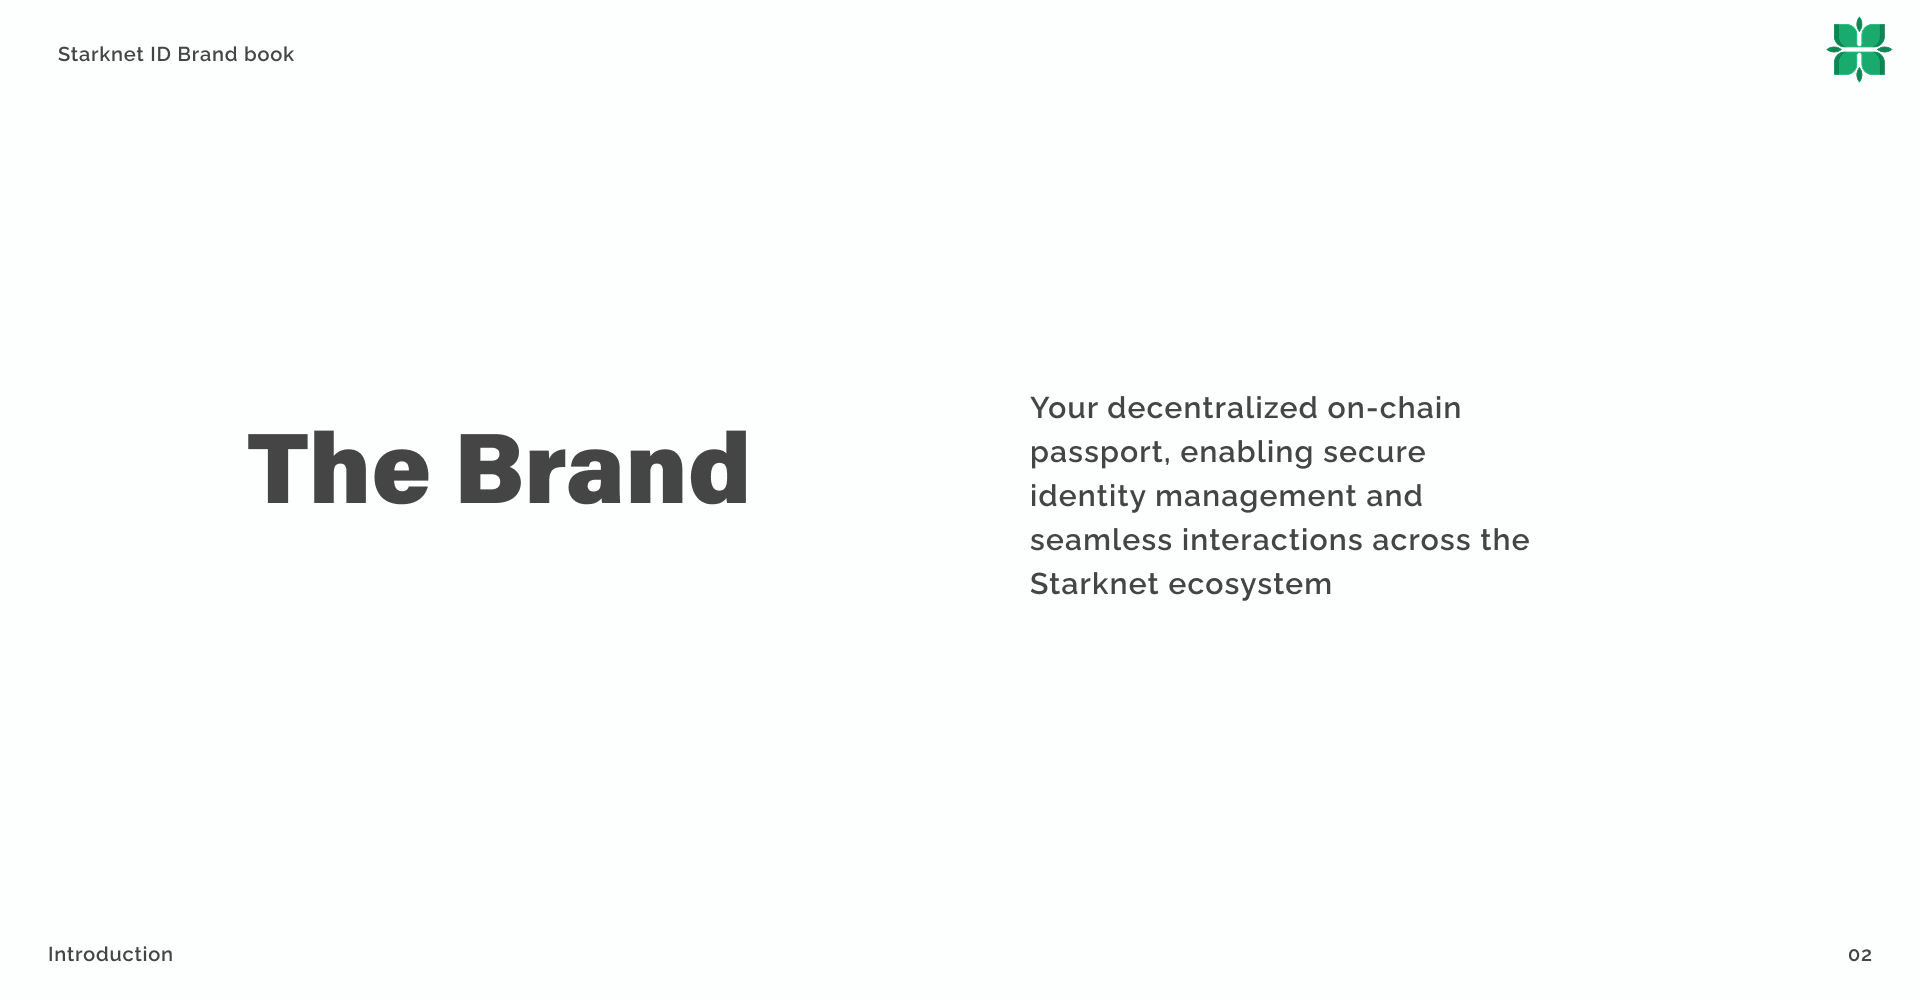 Starknet ID Brand book
The Brand
Your decentralized on-chain
passport, enabling secure
identity management and
seamless interactions across the
Starknet ecosystem
Introduction
02